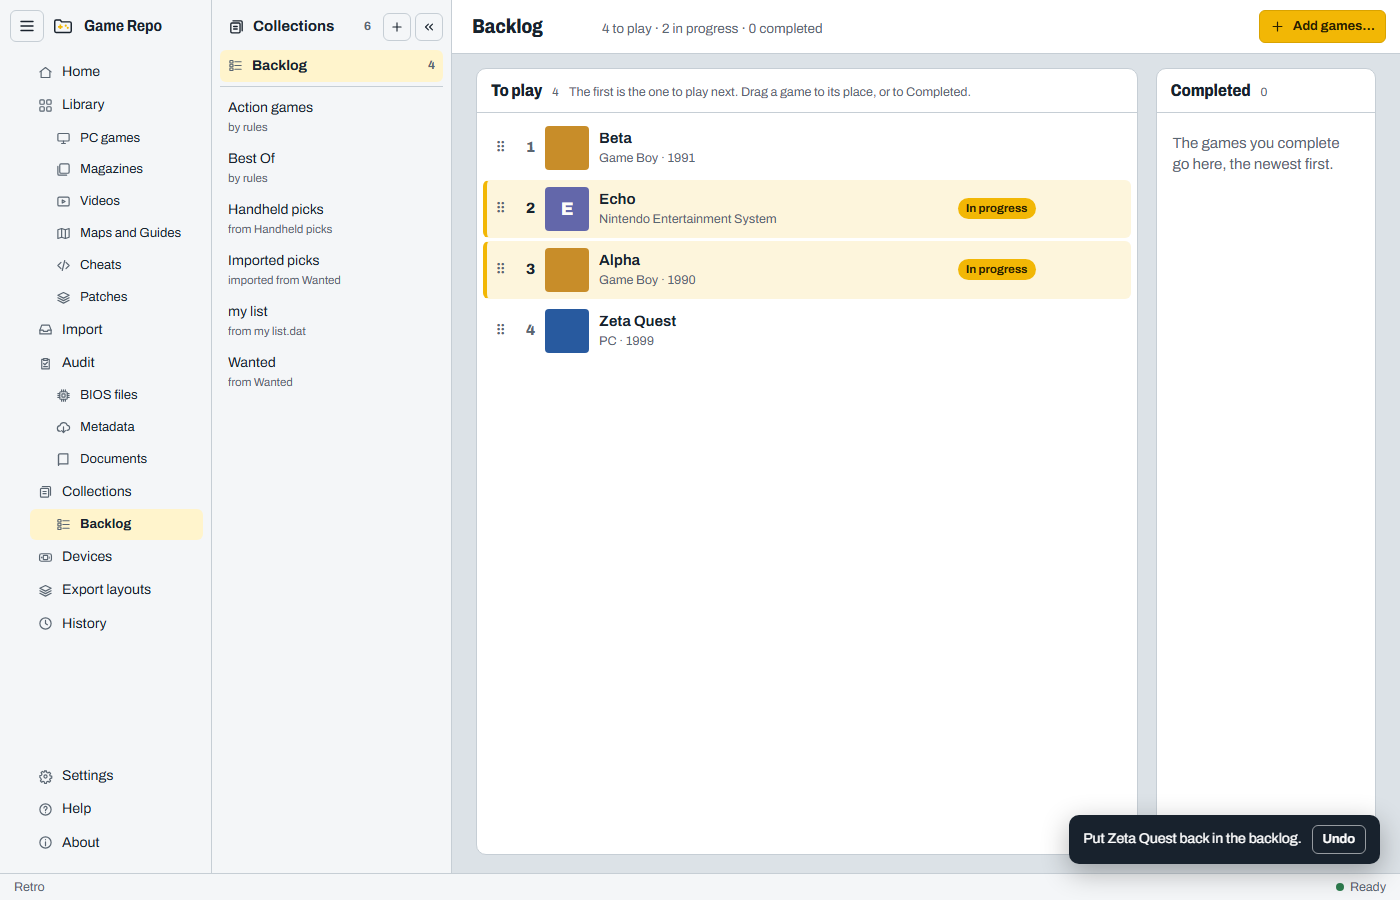 Game Repo
Home
Library
PC games
Magazines
Videos
Maps and Guides
Cheats
Patches
Import
Audit
BIOS files
Metadata
Documents
Collections
Backlog
Devices
Export layouts
History
Settings
Help
About
Collections 6
Backlog 4
Action games
by rules
Best Of
by rules
Handheld picks
from Handheld picks
Imported picks
imported from Wanted
my list
from my list.dat
Wanted
from Wanted
Backlog 4 to play · 2 in progress · 0 completed
Add games...
To play 4 The first is the one to play next. Drag a game to its place, or to Completed.
1 Beta
Game Boy · 1991
2 E Echo
Nintendo Entertainment System
In progress
3 Alpha
Game Boy · 1990
In progress
4 Zeta Quest
PC · 1999
Completed 0
The games you complete
go here, the newest first.
Put Zeta Quest back in the backlog. Undo
Retro
Ready